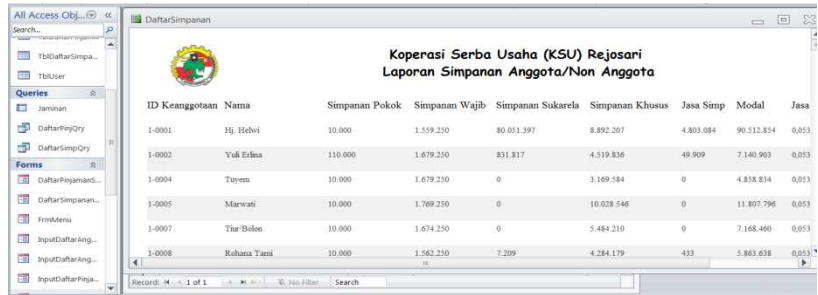 All Access Obj...
DaftarSimpanan
Search...
TblDaftarSimpa...
TblUser
Queries
Jaminan
DaftarPinjQry
DaftarSimpQry
Forms
DaftarPinjamanS...
DaftarSimpanan...
FrmMenu
InputDaftarAng...
InputDaftarAng...
InputDaftarPinja...
Koperasi Serba Usaha (KSU) Rejosari
Laporan Simpanan Anggota/Non Anggota
ID Keanggotaan Nama Simpanan Pokok Simpanan Wajib Simpanan Sukarela Simpanan Khusus Jasa Simp Modal Jasa
1-0001 Hj. Helwi 10.000 1.559.250 80.051.397 8.892.207 4.803.084 90.512.854 0,053
1-0002 Yuli Erlina 110.000 1.679.250 831.817 4.519.836 49.909 7.140.903 0,053
1-0004 Tuyem 10.000 1.679.250 0 3.169.584 0 4.858.834 0,053
1-0005 Marwati 10.000 1.769.250 0 10.028.546 0 11.807.796 0,053
1-0007 Tiur Bolon 10.000 1.674.250 0 5.484.210 0 7.168.460 0,053
1-0008 Rohana Tami 10.000 1.562.250 7.209 4.284.179 433 5.863.638 0,053
Record: 1 of 1 No Filter Search